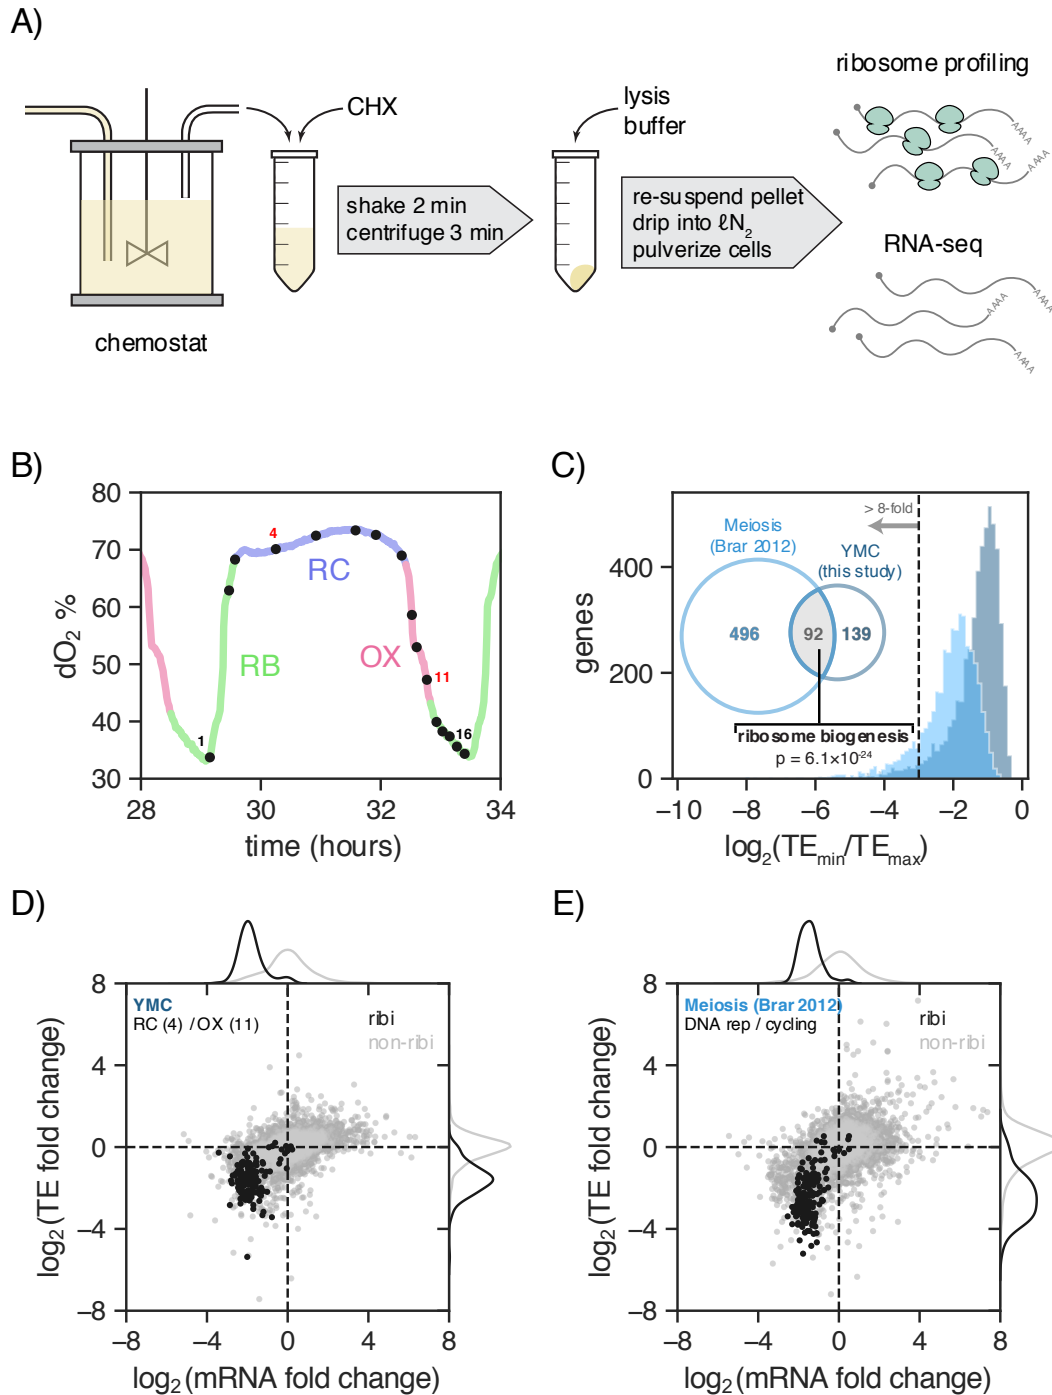 A)
ribosome profiling
CHX
lysis
buffer
AAAA
AAAA
AAAA
shake 2 min
centrifuge 3 min
re-suspend pellet
drip into ℓN₂
pulverize cells
RNA-seq
AAAA
AAAA
AAAA
chemostat
B)
80
70
60
50
40
30
dO₂ %
28
30
32
34
time (hours)
1
4
11
16
RB
RC
OX
C)
genes
400
200
0
−10
−8
−6
−4
−2
0
log₂(TEmin/TEmax)
> 8-fold
Meiosis
(Brar 2012)
YMC
(this study)
496
92
139
ribosome biogenesis
p = 6.1×10⁻²⁴
D)
YMC
RC (4) / OX (11)
ribi
non-ribi
8
4
0
−4
−8
log₂(TE fold change)
−8
−4
0
4
8
log₂(mRNA fold change)
E)
Meiosis (Brar 2012)
DNA rep / cycling
ribi
non-ribi
8
4
0
−4
−8
log₂(TE fold change)
−8
−4
0
4
8
log₂(mRNA fold change)